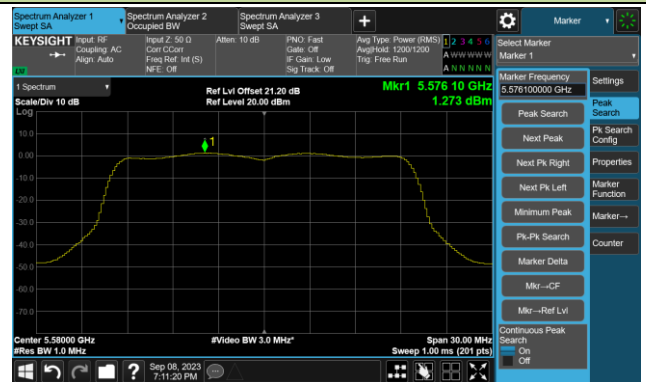 Spectrum Analyzer 1
Swept SA
Spectrum Analyzer 2
Occupied BW
Spectrum Analyzer 3
Swept SA
Marker
KEYSIGHT
Input: RF
Coupling: AC
Align: Auto
Input Z: 50 Ω
Corr CCorr
Freq Ref: Int (S)
NFE: Off
Atten: 10 dB
PNO: Fast
Gate: Off
IF Gain: Low
Sig Track: Off
Avg Type: Power (RMS)
Avg|Hold: 1200/1200
Trig: Free Run
1 2 3 4 5 6
A W W W W W
A N N N N N
LXI
1 Spectrum
Scale/Div 10 dB
Log
Ref Lvl Offset 21.20 dB
Ref Level 20.00 dBm
Mkr1 5.576 10 GHz
1.273 dBm
1
10.0
0.00
-10.0
-20.0
-30.0
-40.0
-50.0
-60.0
-70.0
Center 5.58000 GHz
#Res BW 1.0 MHz
#Video BW 3.0 MHz*
Span 30.00 MHz
Sweep 1.00 ms (201 pts)
Sep 08, 2023
7:11:20 PM
Select Marker
Marker 1
Marker Frequency
5.576100000 GHz
Peak Search
Next Peak
Next Pk Right
Next Pk Left
Minimum Peak
Pk-Pk Search
Marker Delta
Mkr→CF
Mkr→Ref Lvl
Continuous Peak
Search
On
Off
Settings
Peak
Search
Pk Search
Config
Properties
Marker
Function
Marker→
Counter